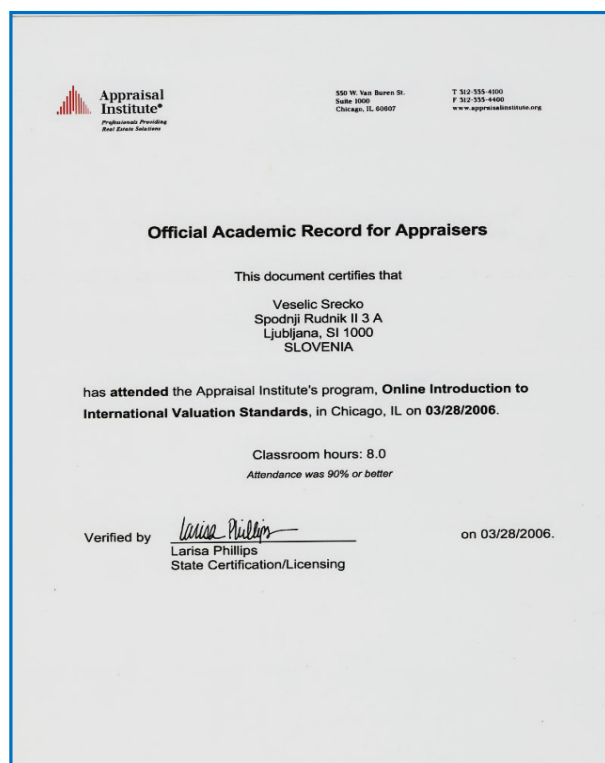 Appraisal
Institute®
Professionals Providing
Real Estate Solutions
550 W. Van Buren St.
Suite 1000
Chicago, IL 60607
T 312-335-4100
F 312-335-4400
www.appraisalinstitute.org
Official Academic Record for Appraisers
This document certifies that
Veselic Srecko
Spodnji Rudnik II 3 A
Ljubljana, SI 1000
SLOVENIA
has attended the Appraisal Institute's program, Online Introduction to
International Valuation Standards, in Chicago, IL on 03/28/2006.
Classroom hours: 8.0
Attendance was 90% or better
Verified by Larisa Phillips on 03/28/2006.
Larisa Phillips
State Certification/Licensing